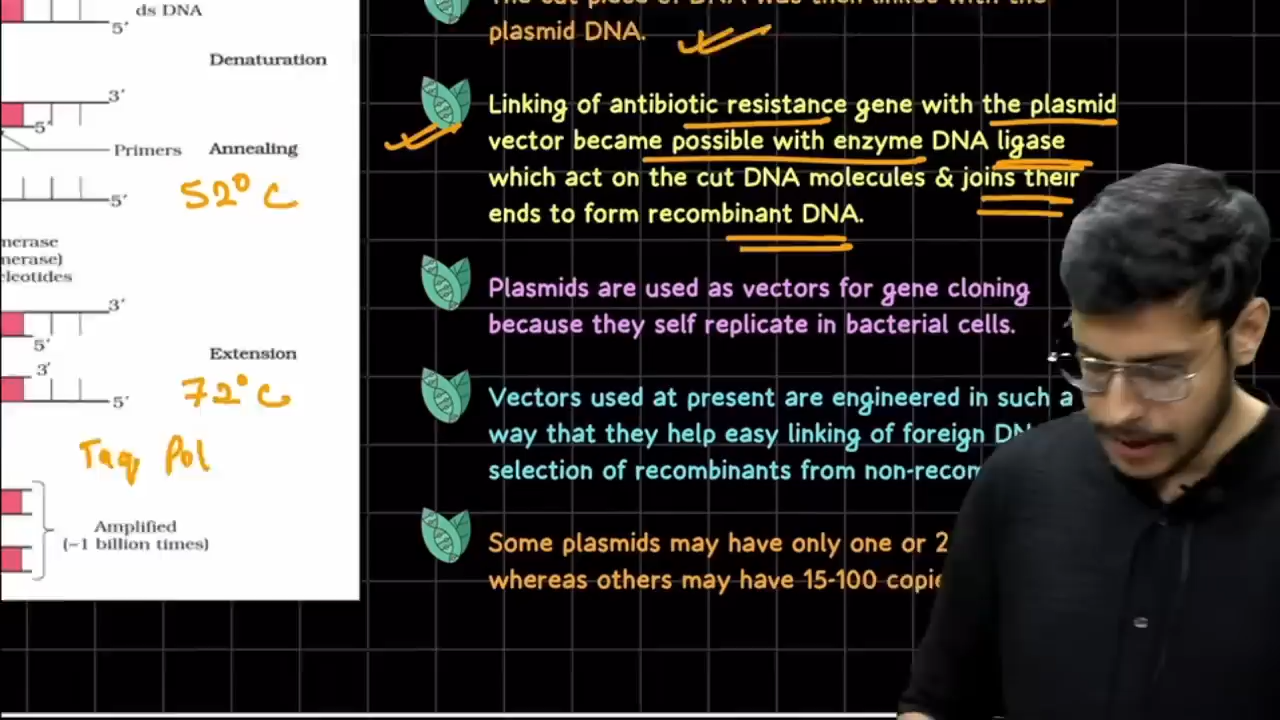 ds DNA
5'
Denaturation
3'
5'
Primers Annealing
52° C
5'
cleotides
3'
5'
Extension
3'
72° C
5'
Taq Pol
Amplified
(~1 billion times)
plasmid DNA.
Linking of antibiotic resistance gene with the plasmid
vector became possible with enzyme DNA ligase
which act on the cut DNA molecules & joins their
ends to form recombinant DNA.
Plasmids are used as vectors for gene cloning
because they self replicate in bacterial cells.
Vectors used at present are engineered in such a
way that they help easy linking of foreign
selection of recombinants from
Some plasmids may have only one or 2
whereas others may have 15-100